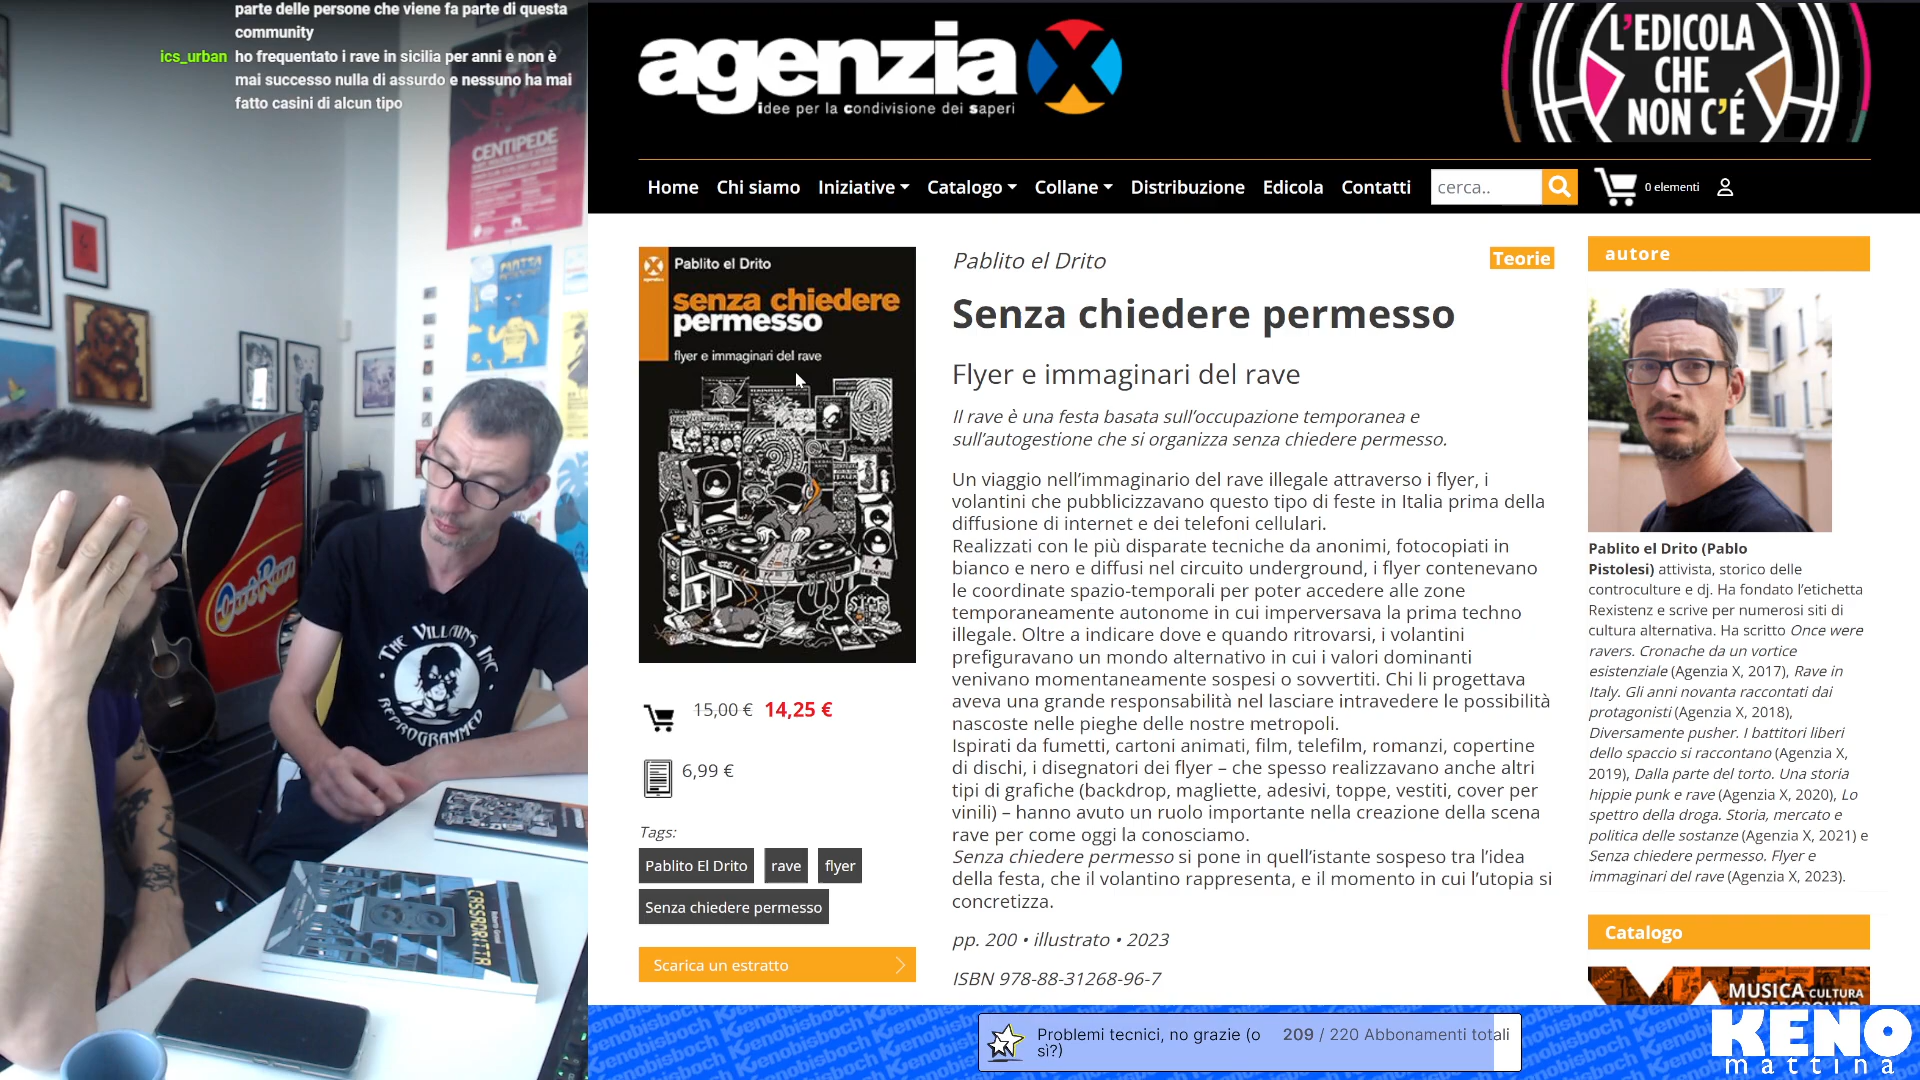 parte delle persone che viene fa parte di questa
community
ics_urban ho frequentato i rave in sicilia per anni e non è
mai successo nulla di assurdo e nessuno ha mai
fatto casini di alcun tipo
CENTIPEDE
OutRun
THE VILLAINS INC
REPROGRAMMED
CASSADRITTA
agenzia X
idee per la condivisione dei saperi
L'EDICOLA
CHE
NON C'É
Home Chi siamo Iniziative Catalogo Collane Distribuzione Edicola Contatti cerca.. 0 elementi
Pablito el Drito
senza chiedere
permesso
flyer e immaginari del rave
15,00 € 14,25 €
6,99 €
Tags:
Pablito El Drito rave flyer
Senza chiedere permesso
Scarica un estratto
Pablito el Drito
Teorie
Senza chiedere permesso
Flyer e immaginari del rave
Il rave è una festa basata sull'occupazione temporanea e
sull'autogestione che si organizza senza chiedere permesso.
Un viaggio nell'immaginario del rave illegale attraverso i flyer, i
volantini che pubblicizzavano questo tipo di feste in Italia prima della
diffusione di internet e dei telefoni cellulari.
Realizzati con le più disparate tecniche da anonimi, fotocopiati in
bianco e nero e diffusi nel circuito underground, i flyer contenevano
le coordinate spazio-temporali per poter accedere alle zone
temporaneamente autonome in cui imperversava la prima techno
illegale. Oltre a indicare dove e quando ritrovarsi, i volantini
prefiguravano un mondo alternativo in cui i valori dominanti
venivano momentaneamente sospesi o sovvertiti. Chi li progettava
aveva una grande responsabilità nel lasciare intravedere le possibilità
nascoste nelle pieghe delle nostre metropoli.
Ispirati da fumetti, cartoni animati, film, telefilm, romanzi, copertine
di dischi, i disegnatori dei flyer – che spesso realizzavano anche altri
tipi di grafiche (backdrop, magliette, adesivi, toppe, vestiti, cover per
vinili) – hanno avuto un ruolo importante nella creazione della scena
rave per come oggi la conosciamo.
Senza chiedere permesso si pone in quell'istante sospeso tra l'idea
della festa, che il volantino rappresenta, e il momento in cui l'utopia si
concretizza.
pp. 200 • illustrato • 2023
ISBN 978-88-31268-96-7
autore
Pablito el Drito (Pablo
Pistolesi) attivista, storico delle
controculture e dj. Ha fondato l'etichetta
Rexistenz e scrive per numerosi siti di
cultura alternativa. Ha scritto Once were
ravers. Cronache da un vortice
esistenziale (Agenzia X, 2017), Rave in
Italy. Gli anni novanta raccontati dai
protagonisti (Agenzia X, 2018),
Diversamente pusher. I battitori liberi
dello spaccio si raccontano (Agenzia X,
2019), Dalla parte del torto. Una storia
hippie punk e rave (Agenzia X, 2020), Lo
spettro della droga. Storia, mercato e
politica delle sostanze (Agenzia X, 2021) e
Senza chiedere permesso. Flyer e
immaginari del rave (Agenzia X, 2023).
Catalogo
MUSICA CULTURA
UNDERGROUND
Problemi tecnici, no grazie (o
sì?)
209 / 220 Abbonamenti totali
KENO
mattina